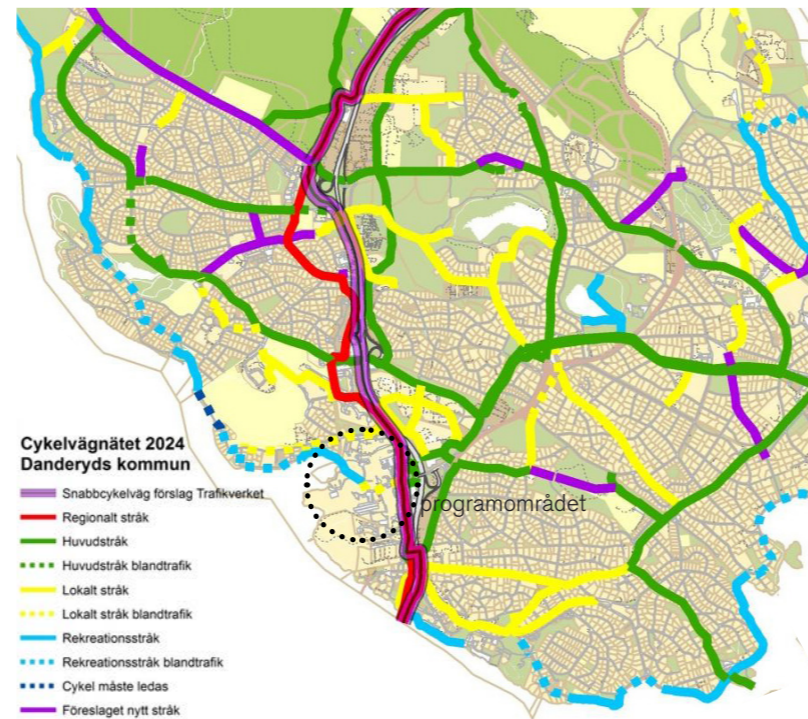 Cykelvägnätet 2024
Danderyds kommun
Snabbcykelväg förslag Trafikverket
Regionalt stråk
Huvudstråk
Huvudstråk blandtrafik
Lokalt stråk
Lokalt stråk blandtrafik
Rekreationsstråk
Rekreationsstråk blandtrafik
Cykel måste ledas
Föreslaget nytt stråk
programområdet